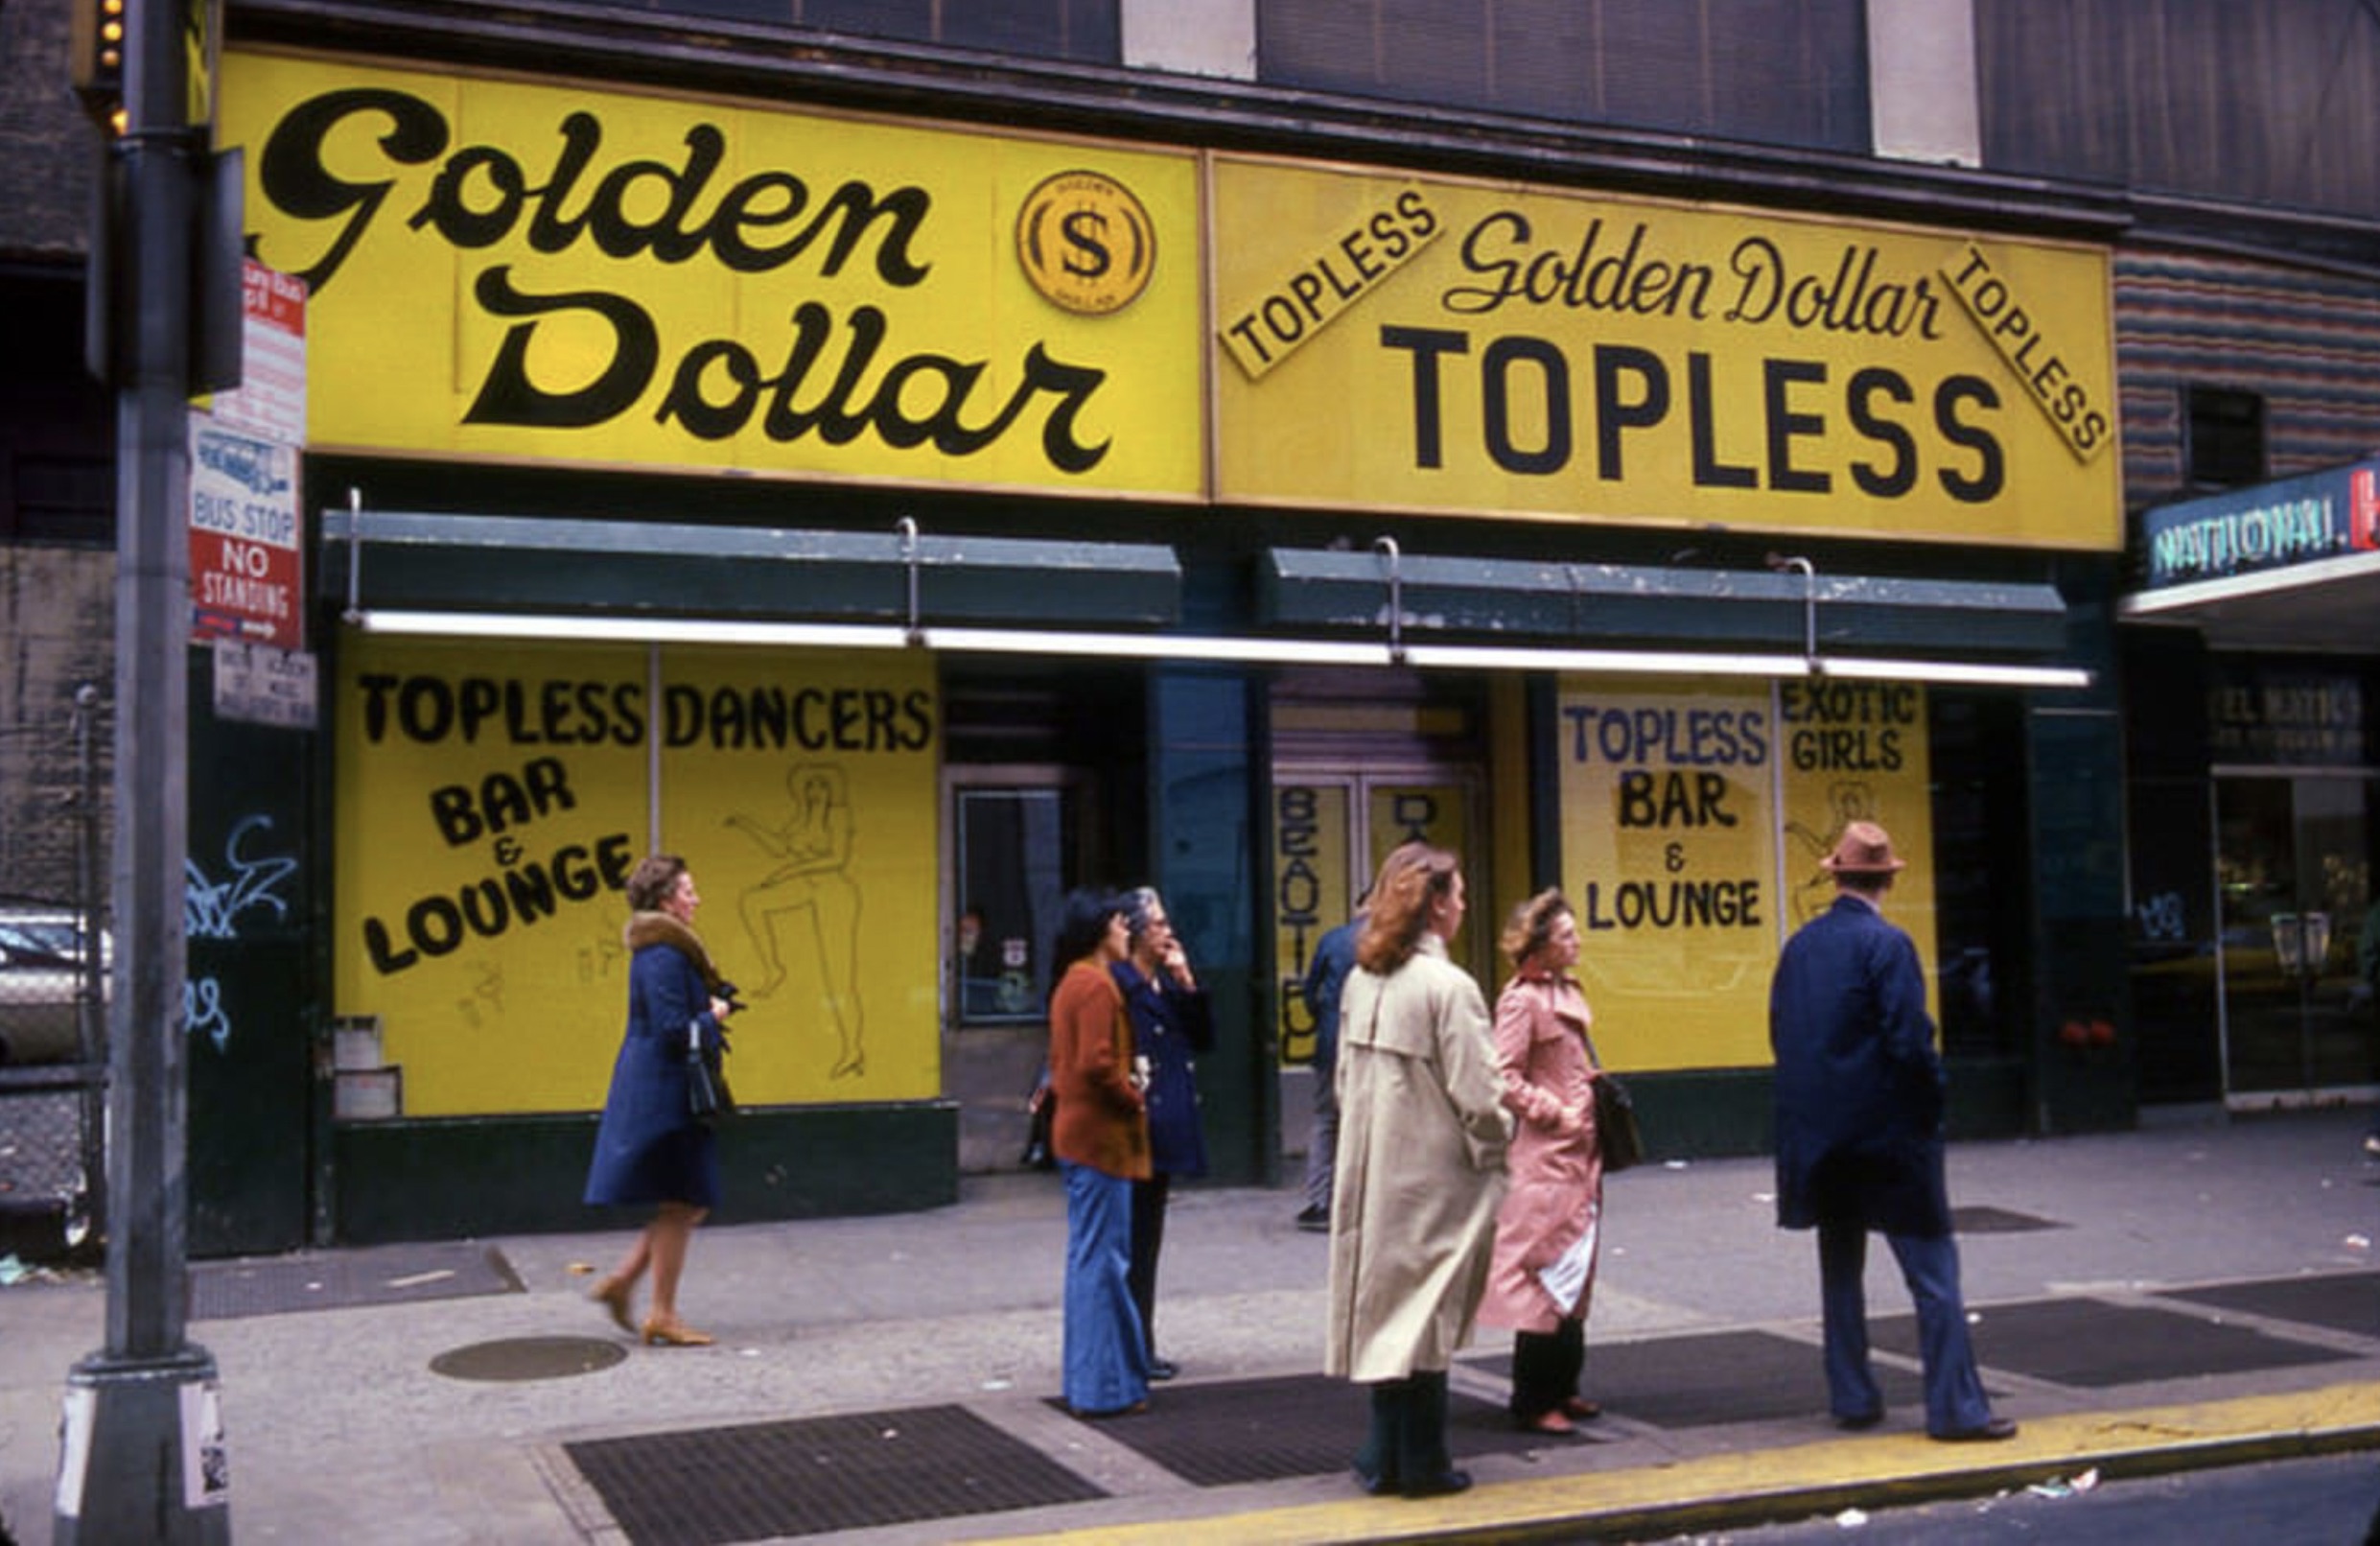 Golden
Dollar
$
TOPLESS
Golden Dollar
TOPLESS
TOPLESS
BUS STOP
NO
STANDING
NATIONAL
TOPLESS DANCERS
BAR
&
LOUNGE
BEAUTIFU
TOPLESS
BAR
&
LOUNGE
EXOTIC
GIRLS